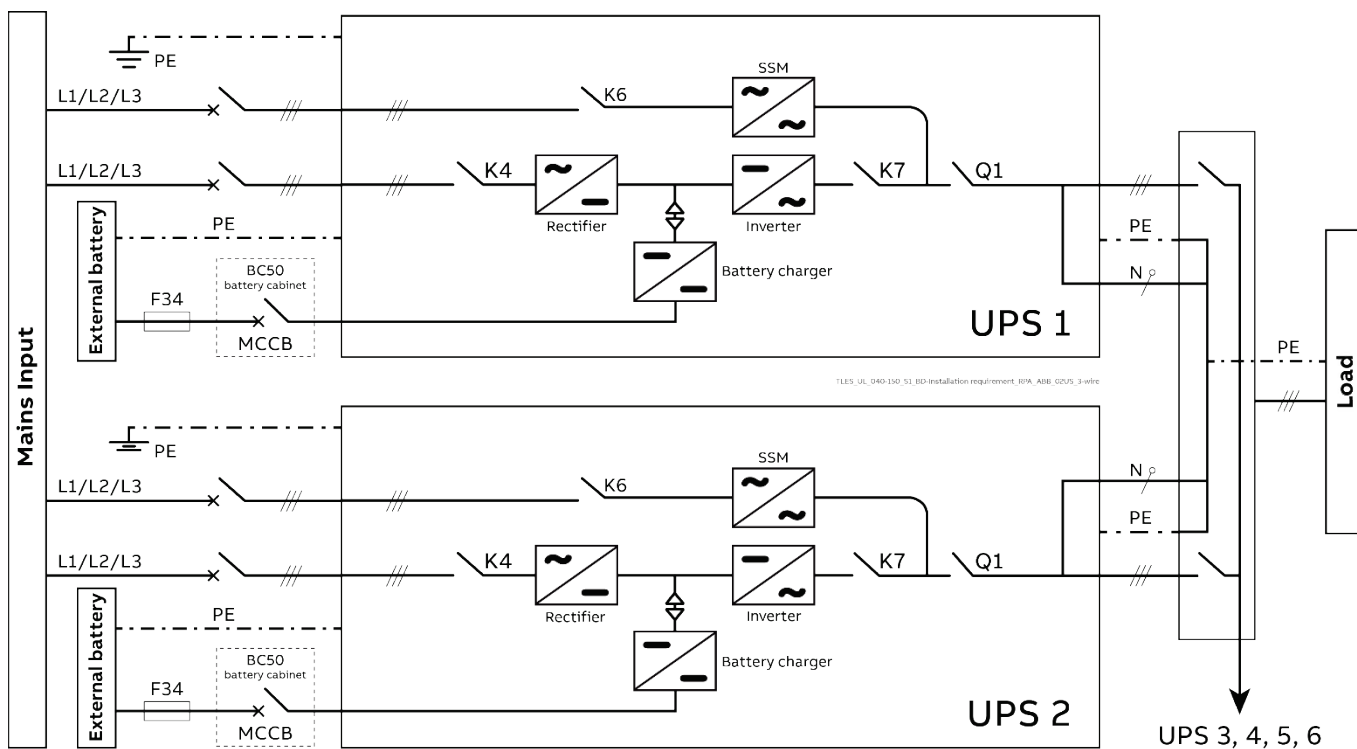 Mains Input
PE
L1/L2/L3
K6
SSM
L1/L2/L3
K4
Rectifier
Inverter
K7
Q1
External battery
PE
PE
BC50
battery cabinet
Battery charger
N
F34
MCCB
UPS 1
PE
Load
TLES_UL_040-150_S1_BD-Installation requirement_RPA_ABB_02US_3-wire
PE
L1/L2/L3
K6
SSM
N
PE
L1/L2/L3
K4
Rectifier
Inverter
K7
Q1
External battery
PE
BC50
battery cabinet
Battery charger
F34
MCCB
UPS 2
UPS 3, 4, 5, 6